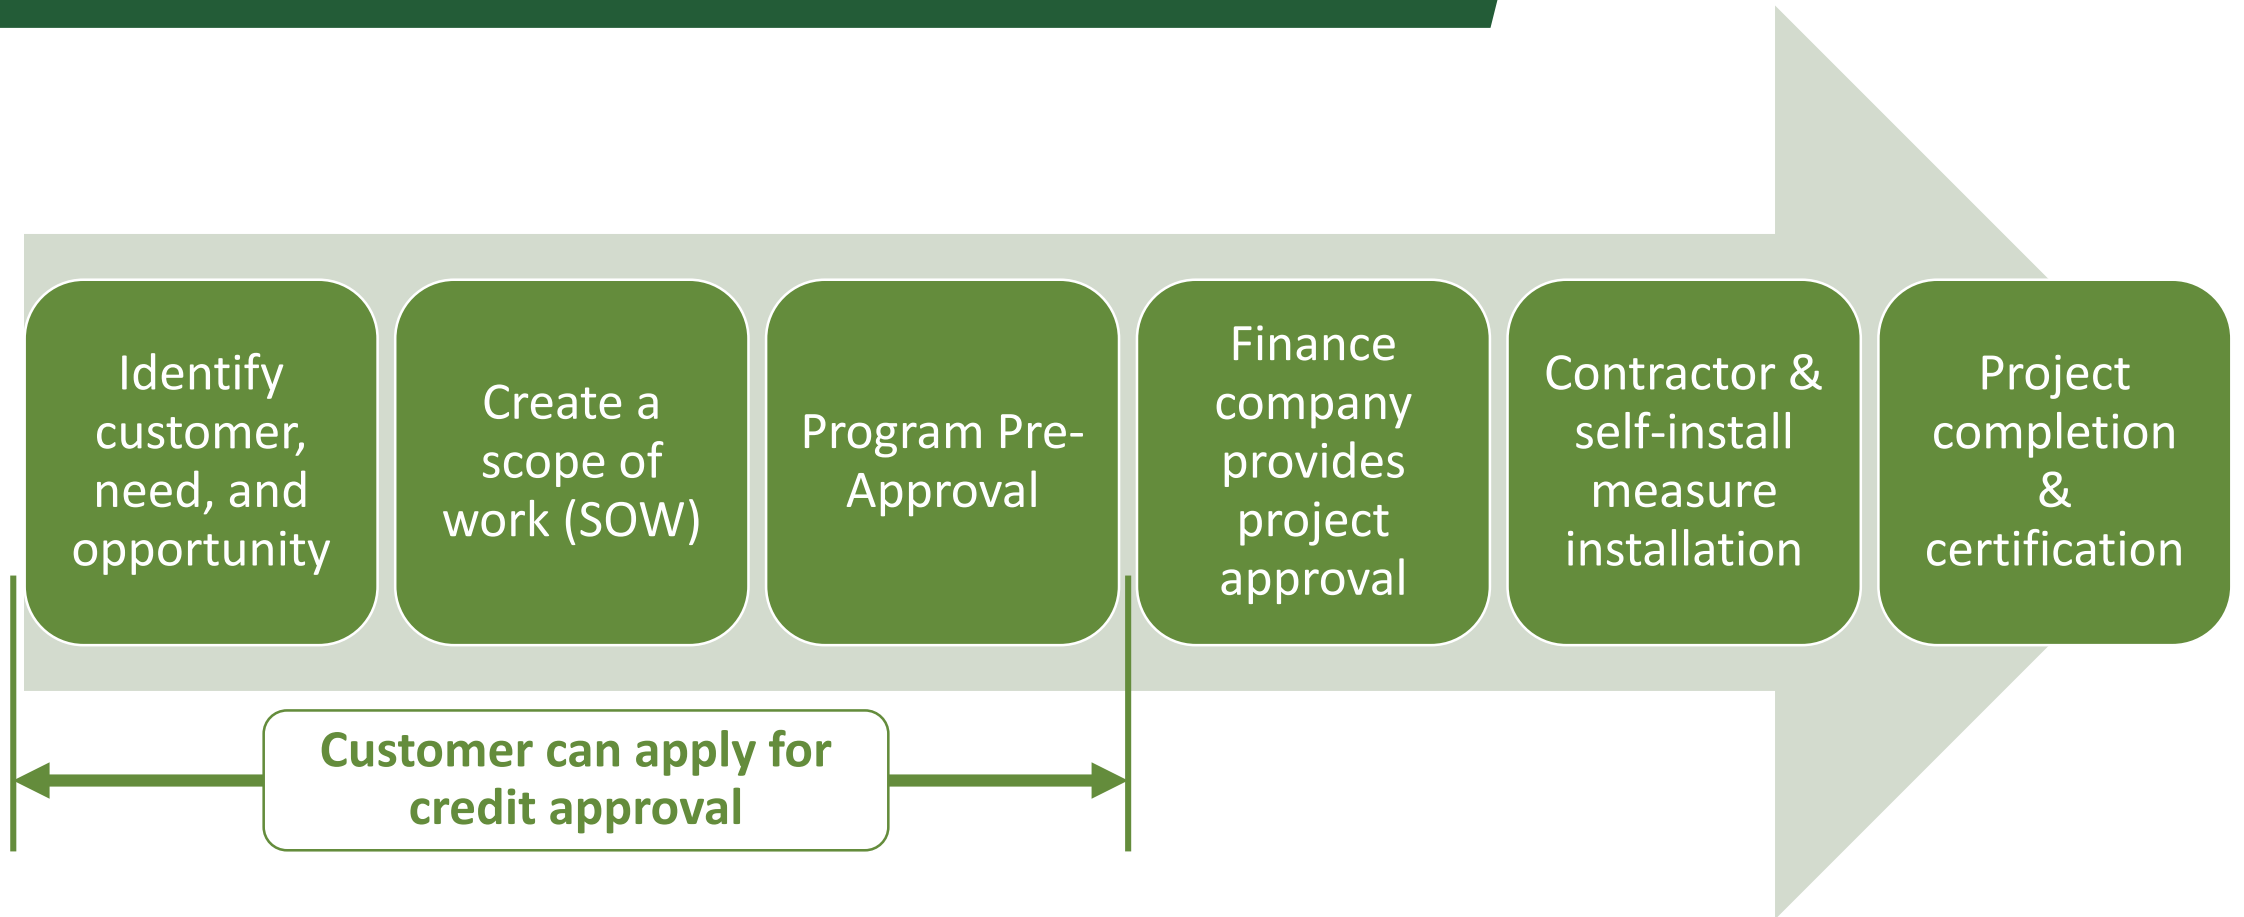 Identify
customer,
need, and
opportunity
Create a
scope of
work (SOW)
Program Pre-
Approval
Finance
company
provides
project
approval
Contractor &
self-install
measure
installation
Project
completion
&
certification
Customer can apply for
credit approval